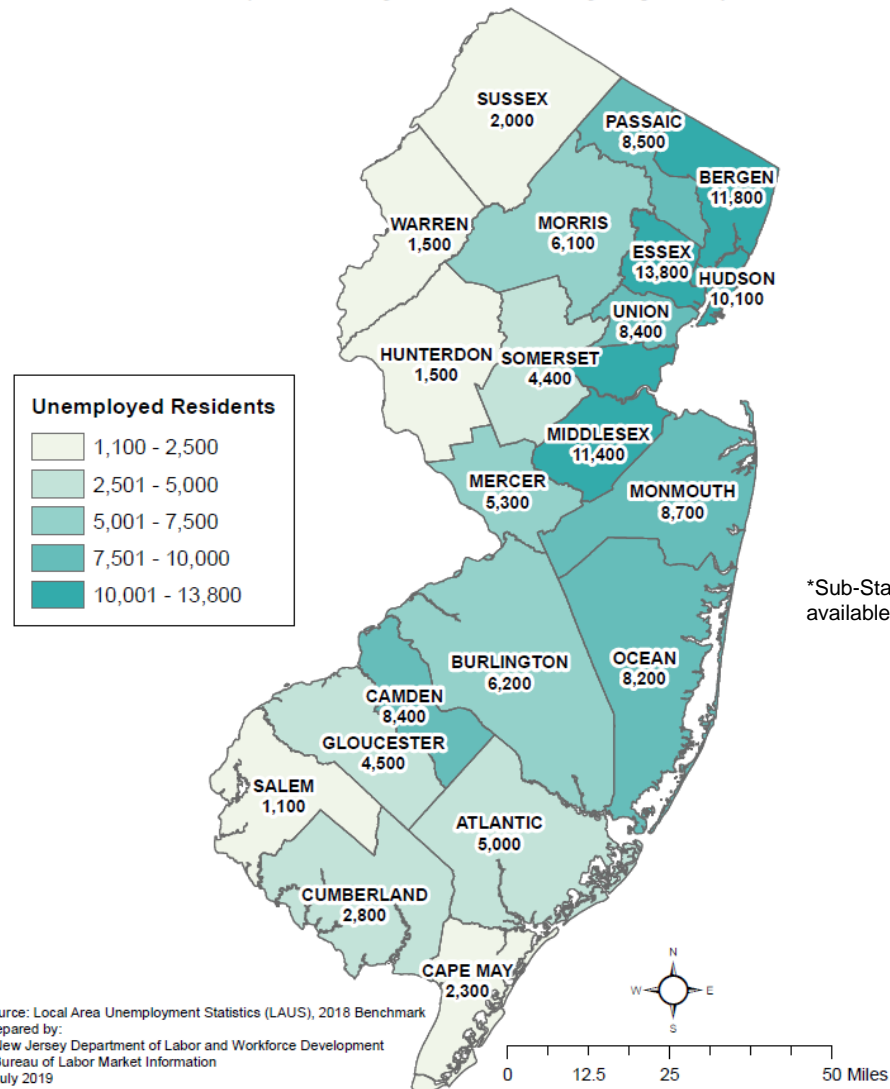 SUSSEX
2,000
PASSAIC
8,500
BERGEN
11,800
WARREN
1,500
MORRIS
6,100
ESSEX
13,800
HUDSON
10,100
UNION
8,400
HUNTERDON
1,500
SOMERSET
4,400
Unemployed Residents
1,100 - 2,500
2,501 - 5,000
5,001 - 7,500
7,501 - 10,000
10,001 - 13,800
MIDDLESEX
11,400
MERCER
5,300
MONMOUTH
8,700
*Sub-Sta
available
BURLINGTON
6,200
OCEAN
8,200
CAMDEN
8,400
GLOUCESTER
4,500
SALEM
1,100
ATLANTIC
5,000
CUMBERLAND
2,800
CAPE MAY
2,300
N
W E
S
urce: Local Area Unemployment Statistics (LAUS), 2018 Benchmark
epared by:
New Jersey Department of Labor and Workforce Development
Bureau of Labor Market Information
uly 2019
0 12.5 25 50 Miles